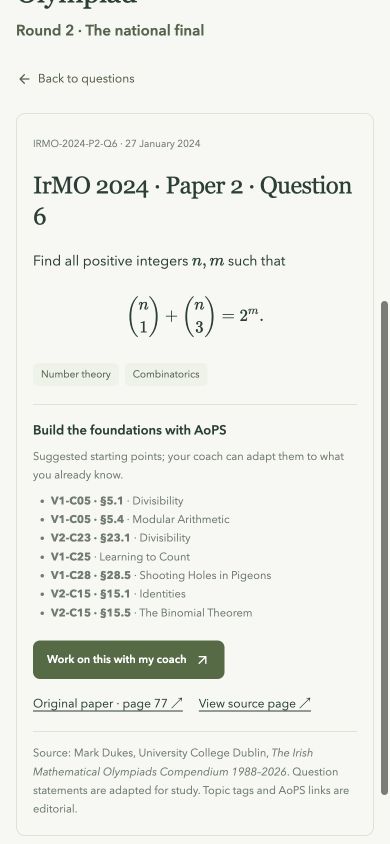 Olympiad
Round 2 · The national final
← Back to questions
IRMO-2024-P2-Q6 · 27 January 2024
IrMO 2024 · Paper 2 · Question
6
Find all positive integers n, m such that
(n 1) + (n 3) = 2^m.
Number theory Combinatorics
Build the foundations with AoPS
Suggested starting points; your coach can adapt them to what
you already know.
• V1-C05 · §5.1 · Divisibility
• V1-C05 · §5.4 · Modular Arithmetic
• V2-C23 · §23.1 · Divisibility
• V1-C25 · Learning to Count
• V1-C28 · §28.5 · Shooting Holes in Pigeons
• V2-C15 · §15.1 · Identities
• V2-C15 · §15.5 · The Binomial Theorem
Work on this with my coach ↗
Original paper · page 77 ↗ View source page ↗
Source: Mark Dukes, University College Dublin, The Irish
Mathematical Olympiads Compendium 1988–2026. Question
statements are adapted for study. Topic tags and AoPS links are
editorial.